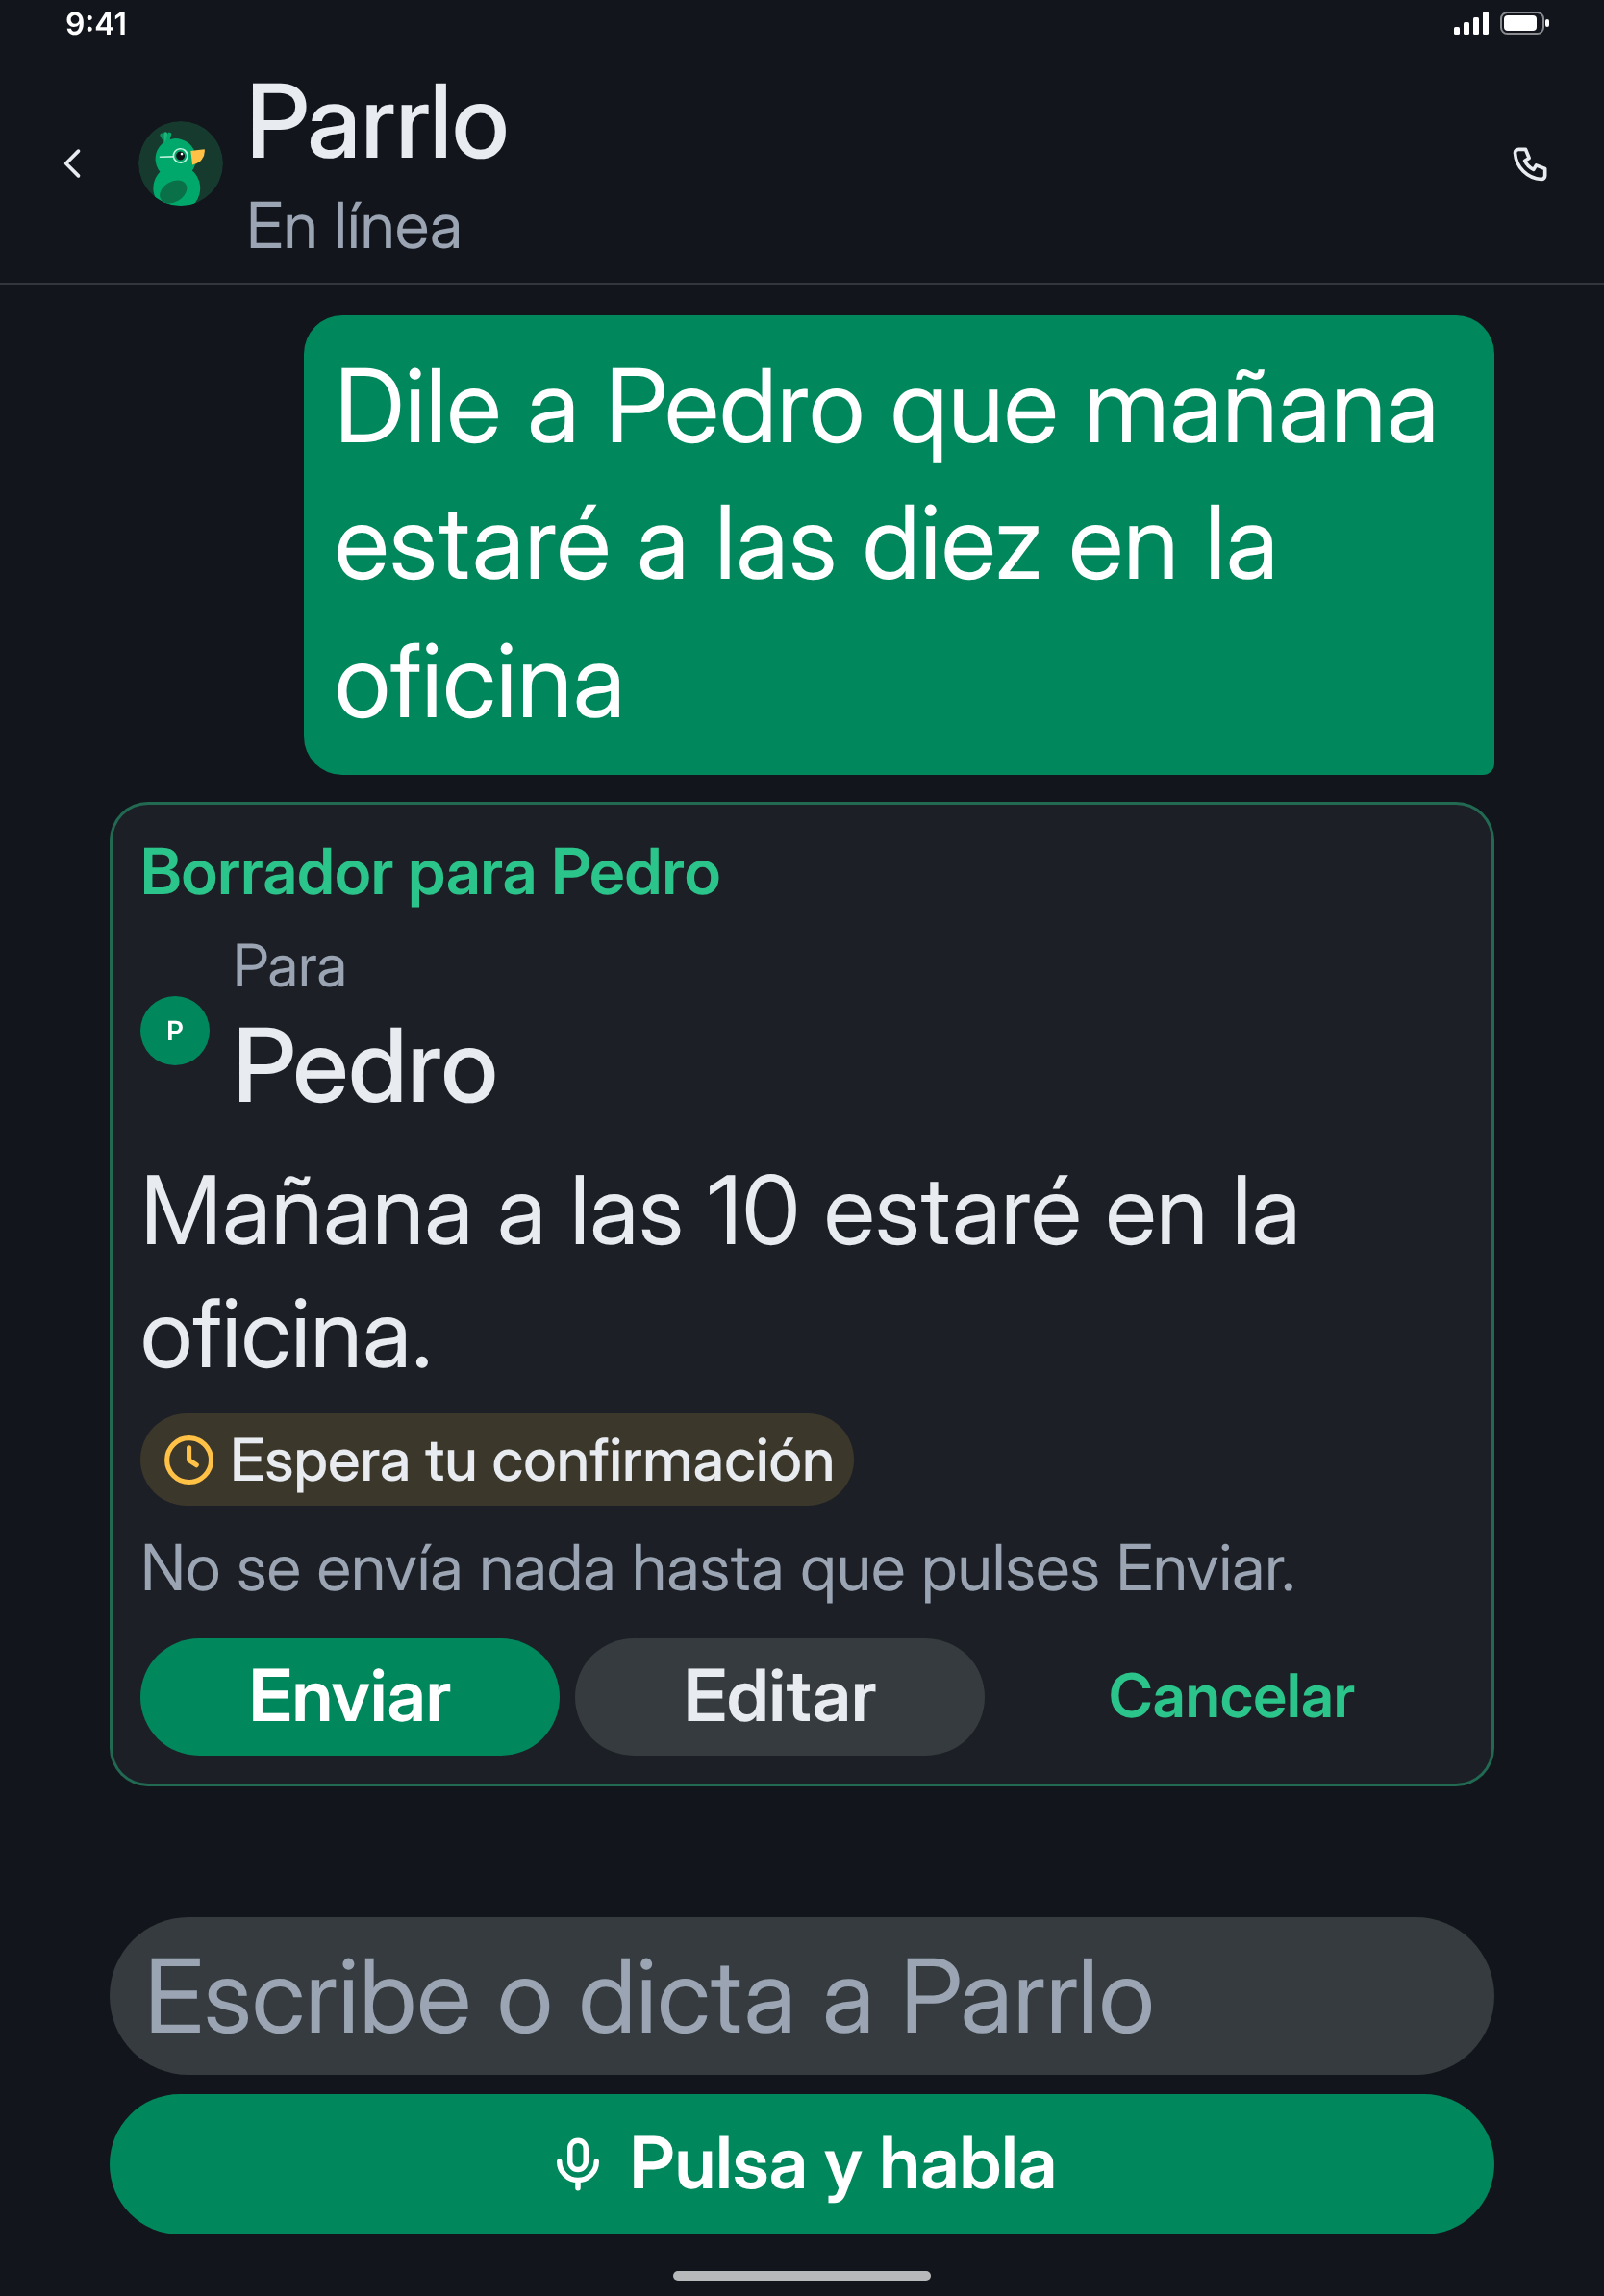 9:41
Parrlo
En línea
Dile a Pedro que mañana
estaré a las diez en la
oficina
Borrador para Pedro
Para
P
Pedro
Mañana a las 10 estaré en la
oficina.
Espera tu confirmación
No se envía nada hasta que pulses Enviar.
Enviar
Editar
Cancelar
Escribe o dicta a Parrlo
Pulsa y habla